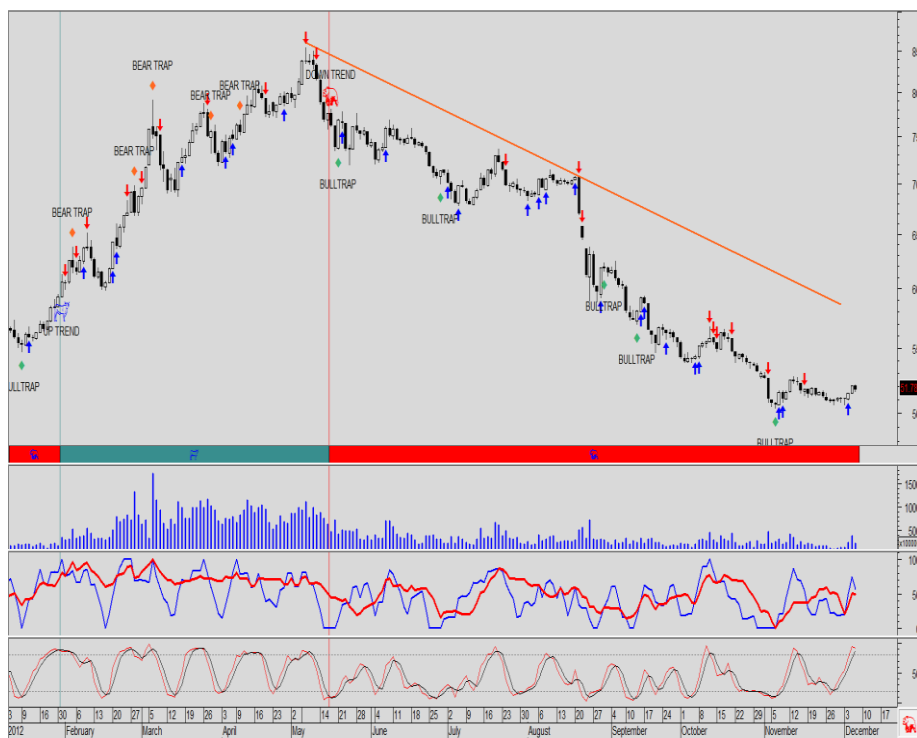 BEAR TRAP
DOWN TREND
BEAR TRAP
BEAR TRAP
BEAR TRAP
BULLTRAP
BEAR TRAP
BULLTRAP
BULLTRAP
UP TREND
BULLTRAP
ULLTRAP
BULLTRAP
1500
1000
500
x10000
50
50
3 9 16 30 6 13 20 27 5 12 19 26 2 9 16 23 2 7 14 21 28 4 11 18 25 2 9 16 23 30 6 13 20 27 3 10 17 24 1 8 15 22 29 5 12 19 26 3 10 17
2012 February March April May June July August September October November December